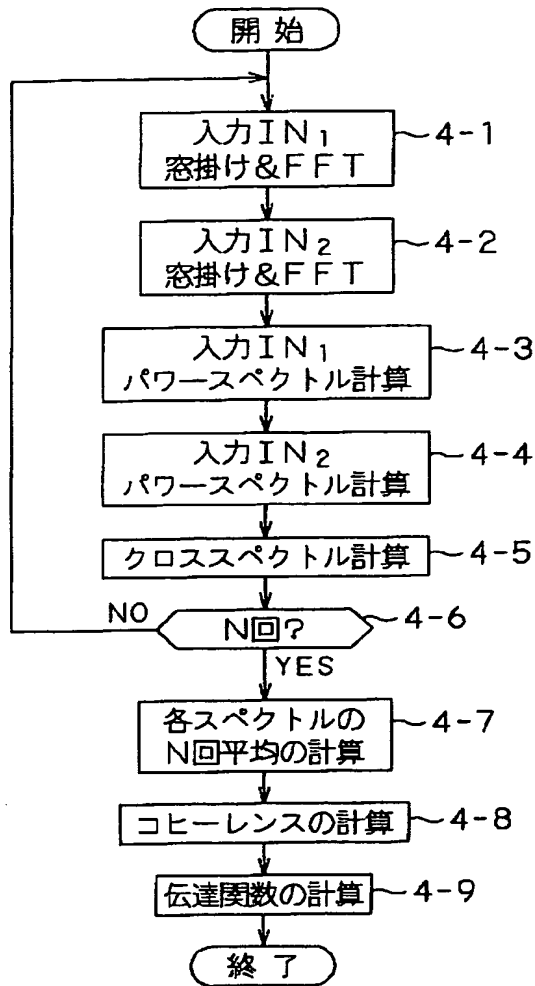 開始
入力IN₁
窓掛け&FFT
4-1
入力IN₂
窓掛け&FFT
4-2
入力IN₁
パワースペクトル計算
4-3
入力IN₂
パワースペクトル計算
4-4
クロススペクトル計算
4-5
NO
N回?
4-6
YES
各スペクトルの
N回平均の計算
4-7
コヒーレンスの計算
4-8
伝達関数の計算
4-9
終了